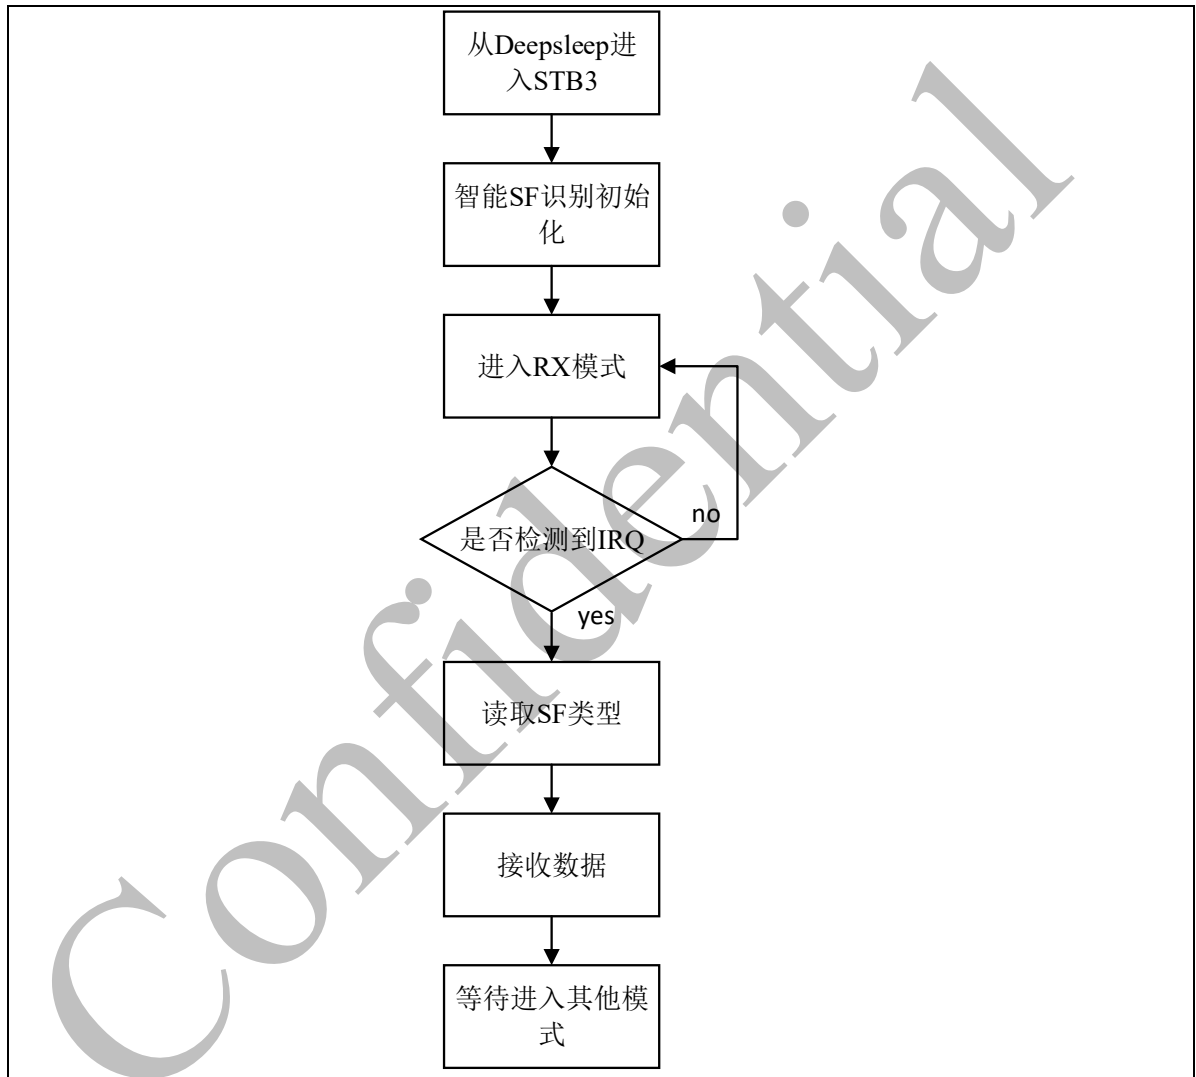 从Deepsleep进
入STB3
智能SF识别初始
化
进入RX模式
是否检测到IRQ
no
yes
读取SF类型
接收数据
等待进入其他模
式
Confidential